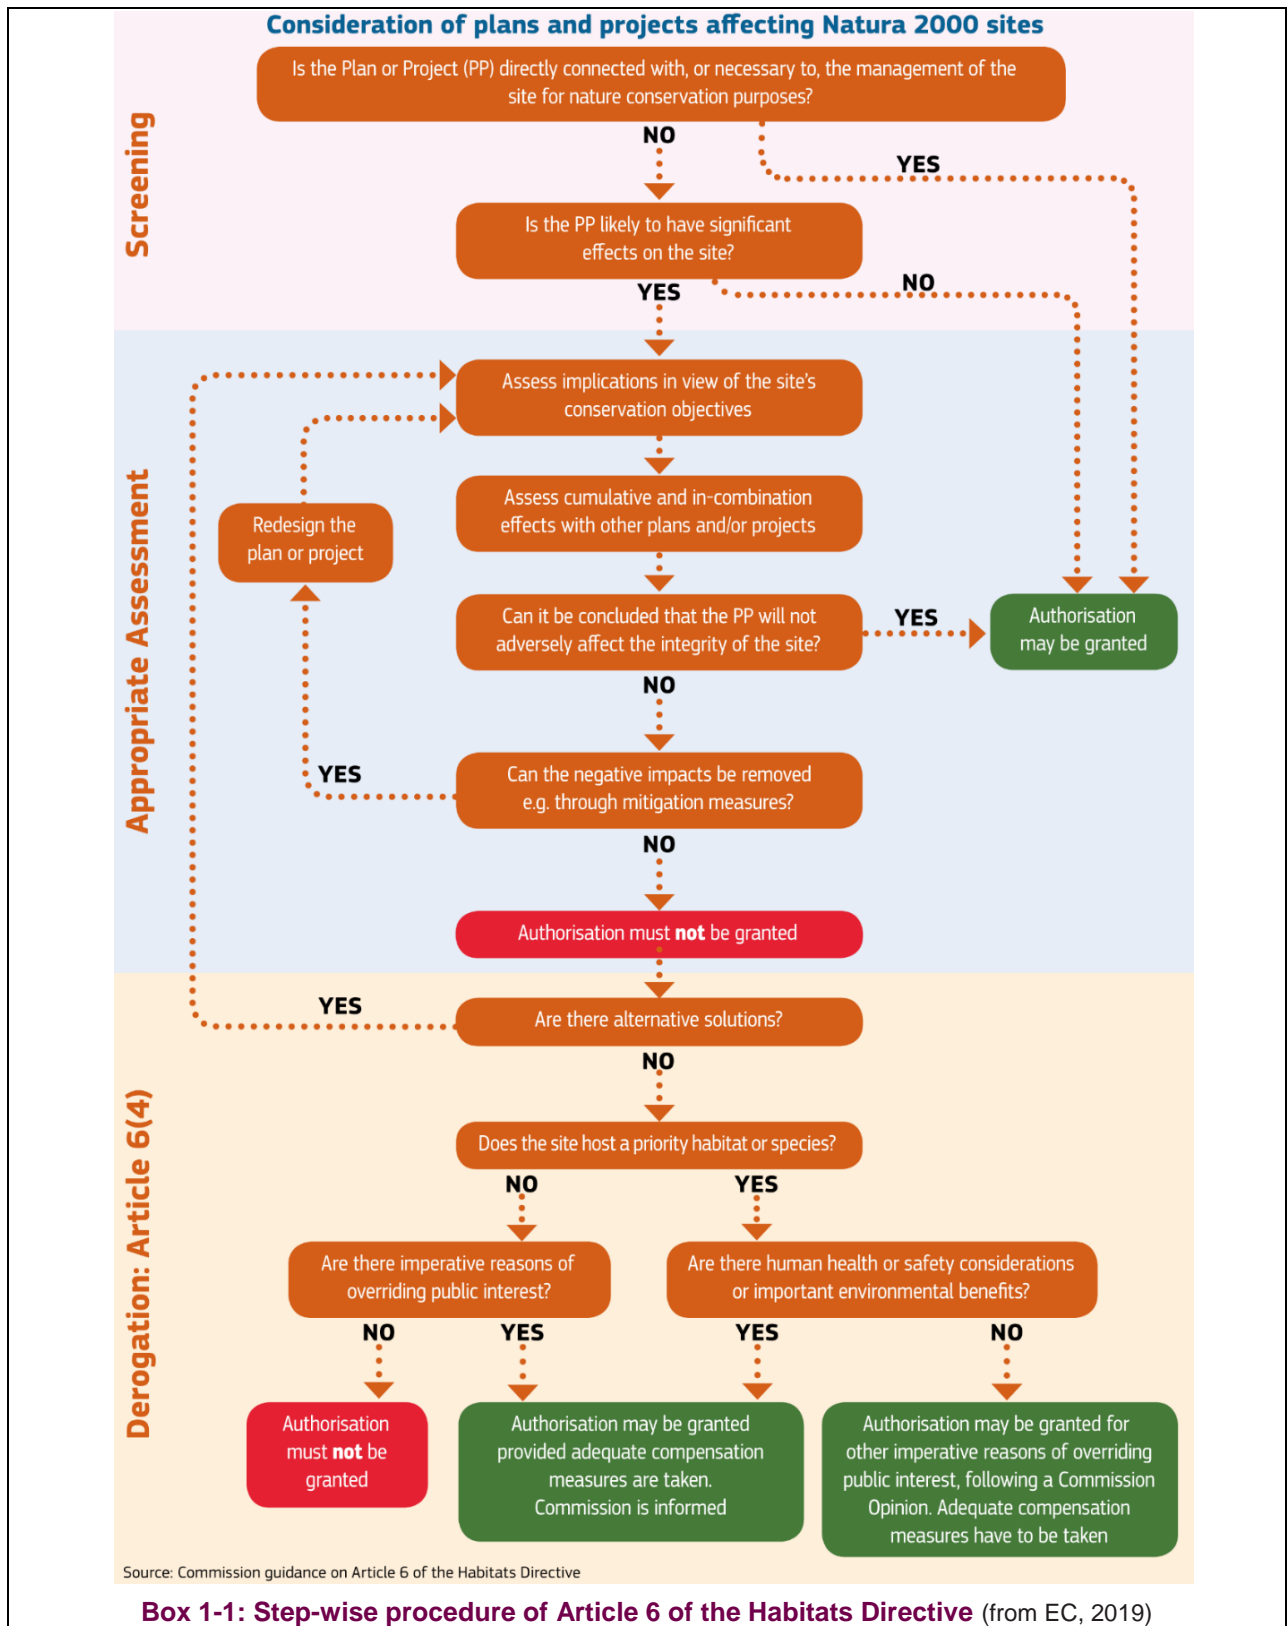 Consideration of plans and projects affecting Natura 2000 sites
Screening
Is the Plan or Project (PP) directly connected with, or necessary to, the management of the
site for nature conservation purposes?
NO
YES
Is the PP likely to have significant
effects on the site?
YES
NO
Appropriate Assessment
Assess implications in view of the site's
conservation objectives
Assess cumulative and in-combination
effects with other plans and/or projects
Redesign the
plan or project
Can it be concluded that the PP will not
adversely affect the integrity of the site?
YES
Authorisation
may be granted
NO
Can the negative impacts be removed
e.g. through mitigation measures?
YES
NO
Authorisation must not be granted
Derogation: Article 6(4)
Are there alternative solutions?
YES
NO
Does the site host a priority habitat or species?
NO
YES
Are there imperative reasons of
overriding public interest?
Are there human health or safety considerations
or important environmental benefits?
NO
YES
YES
NO
Authorisation
must not be
granted
Authorisation may be granted
provided adequate compensation
measures are taken.
Commission is informed
Authorisation may be granted for
other imperative reasons of overriding
public interest, following a Commission
Opinion. Adequate compensation
measures have to be taken
Source: Commission guidance on Article 6 of the Habitats Directive
Box 1-1: Step-wise procedure of Article 6 of the Habitats Directive (from EC, 2019)